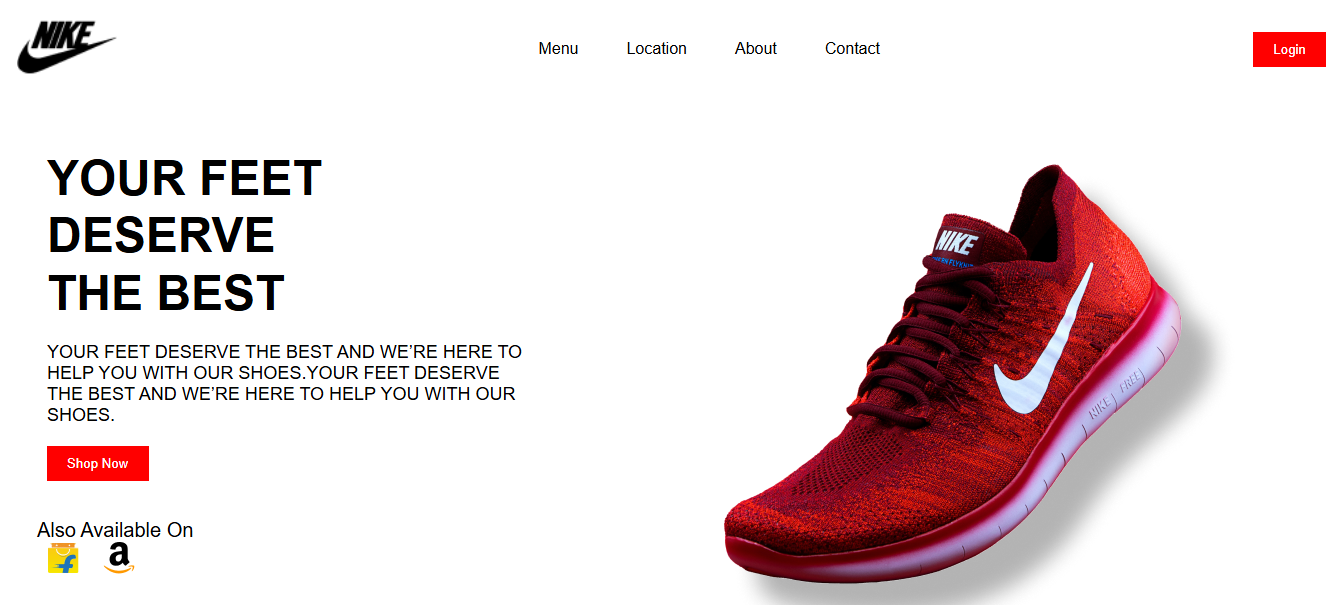 NIKE
Menu Location About Contact
Login
YOUR FEET
DESERVE
THE BEST
YOUR FEET DESERVE THE BEST AND WE’RE HERE TO
HELP YOU WITH OUR SHOES.YOUR FEET DESERVE
THE BEST AND WE’RE HERE TO HELP YOU WITH OUR
SHOES.
Shop Now
Also Available On
f
a
NIKE
NIKE FREE